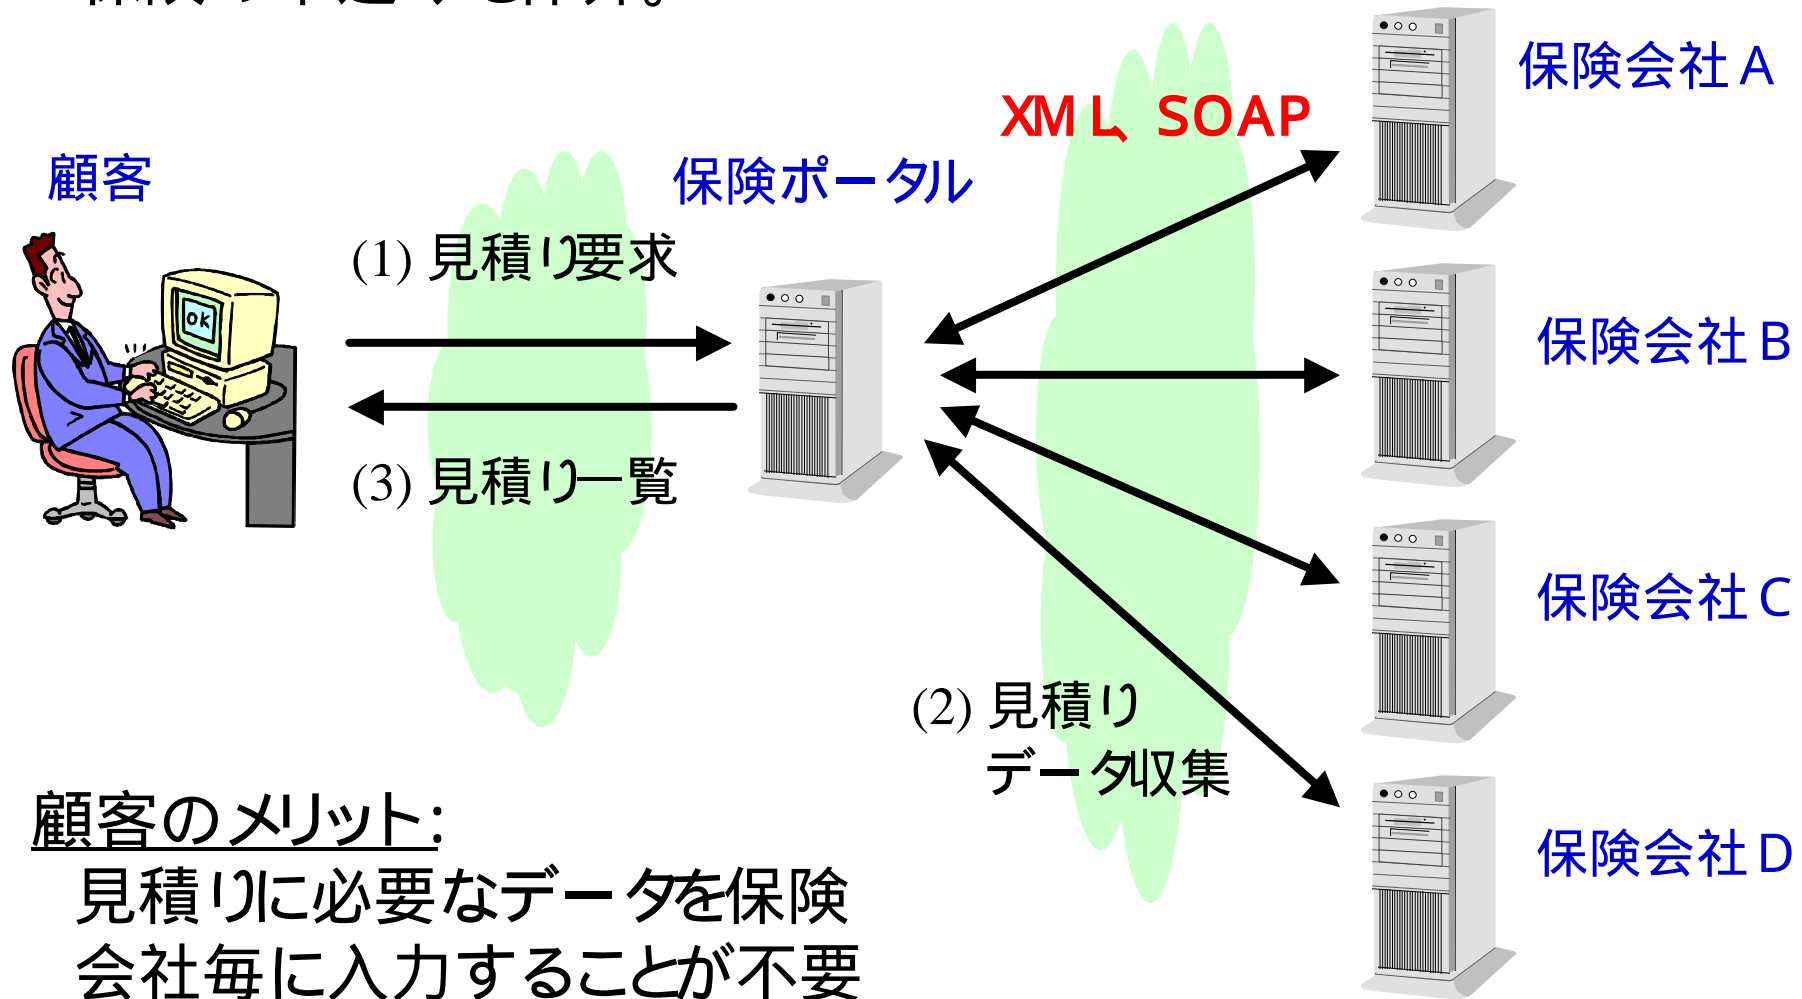 保険会社A
XML、SOAP
顧客
保険ポータル
(1) 見積り要求
OK
保険会社B
(3) 見積り一覧
保険会社C
(2) 見積り
データ収集
顧客のメリット:
見積りに必要なデータを保険
会社毎に入力することが不要
保険会社D